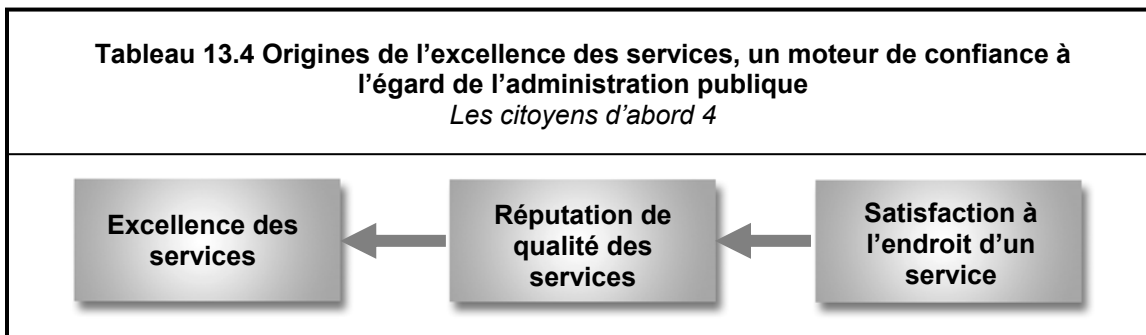 Tableau 13.4 Origines de l’excellence des services, un moteur de confiance à
l’égard de l’administration publique
Les citoyens d’abord 4
Excellence des
services
Réputation de
qualité des
services
Satisfaction à
l’endroit d’un
service